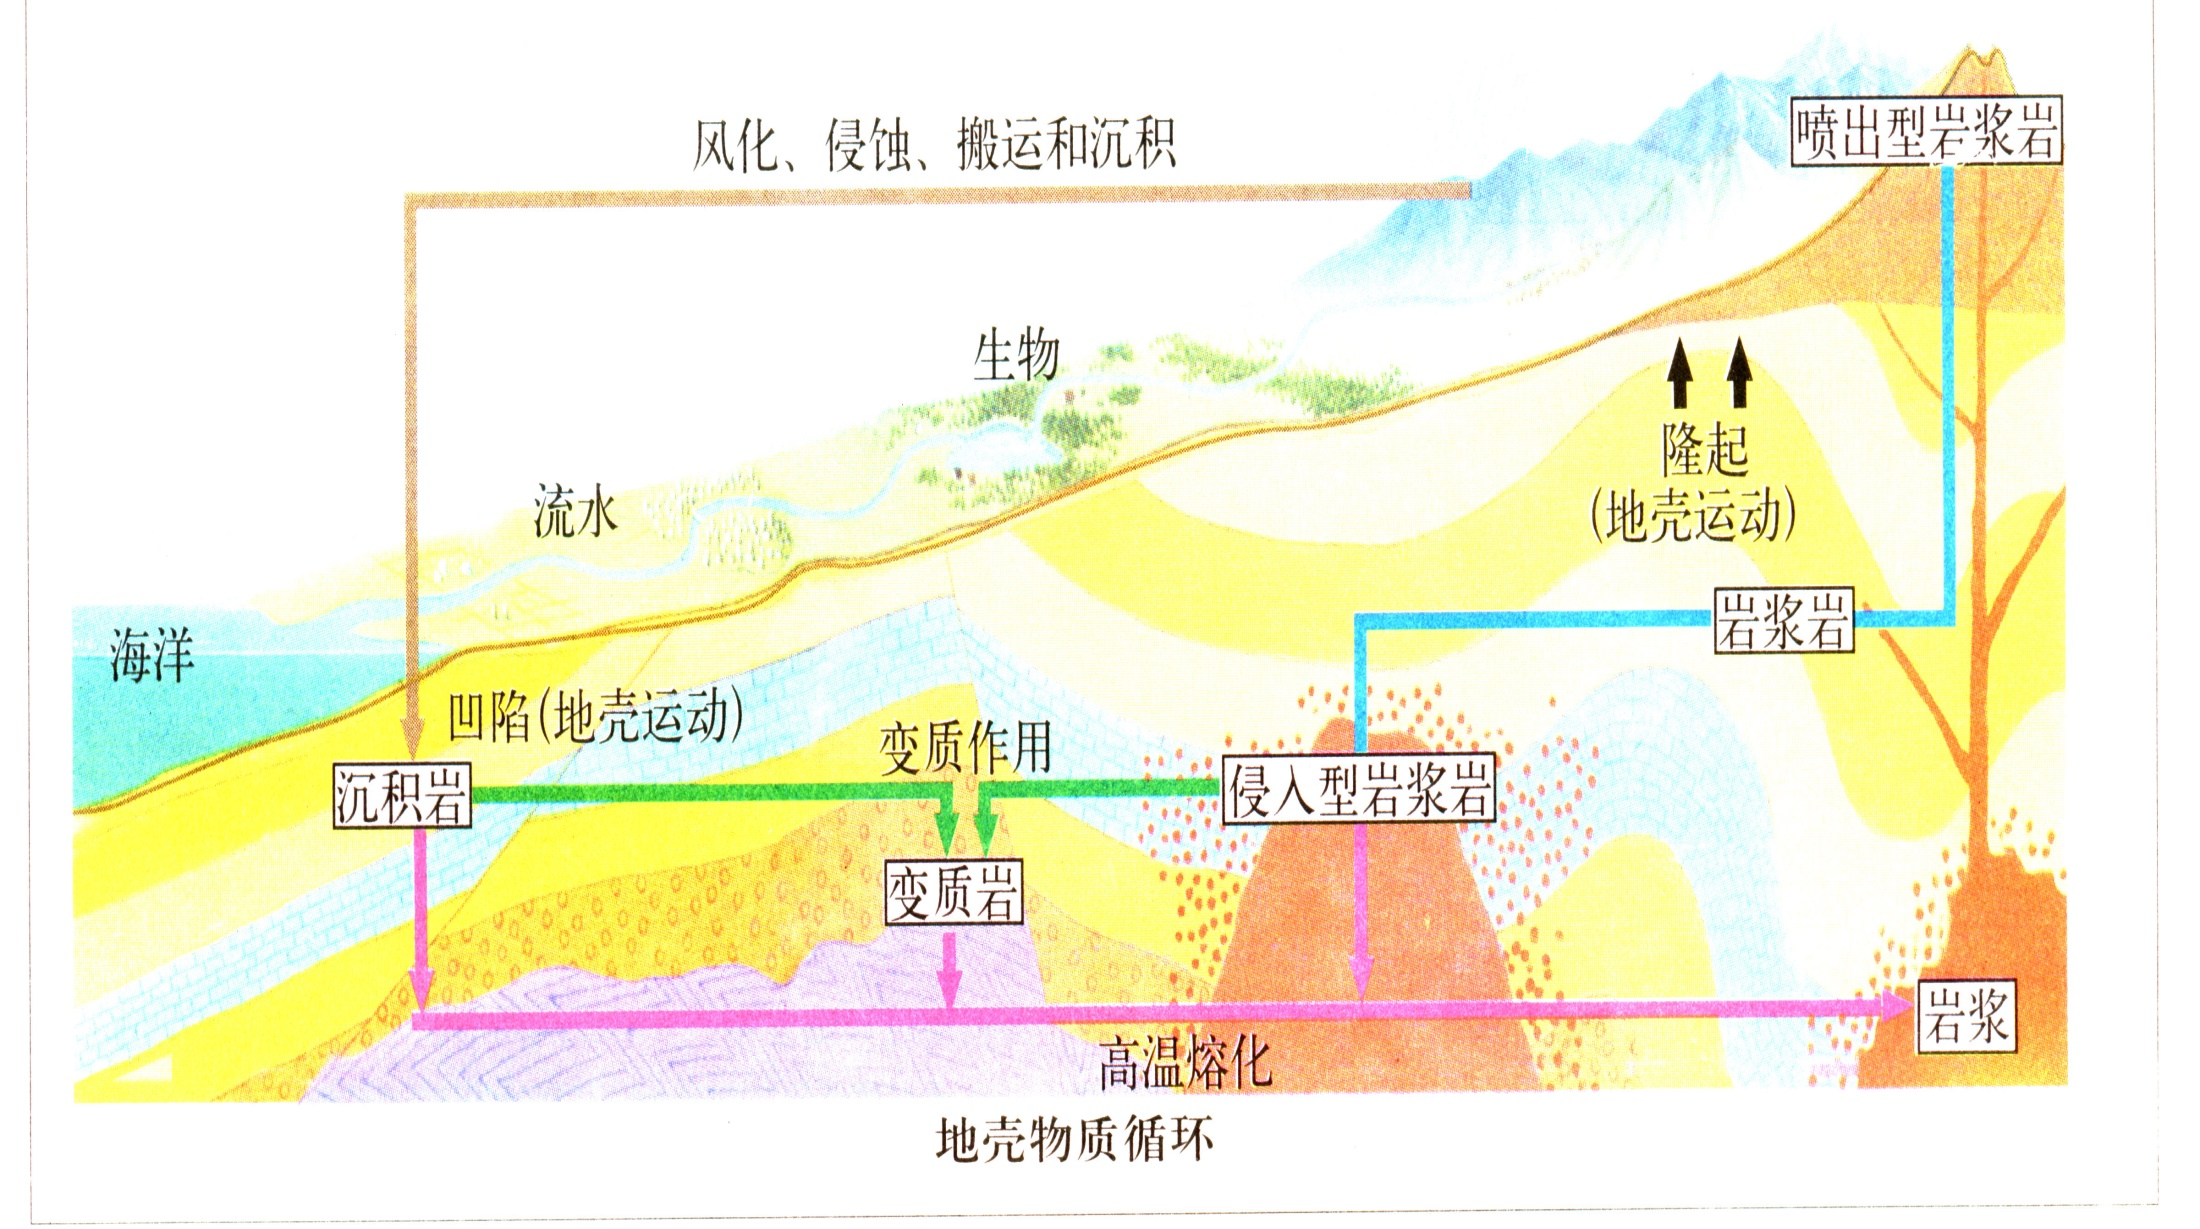 喷出型岩浆岩
风化、侵蚀、搬运和沉积
生物
隆起
(地壳运动)
流水
岩浆岩
海洋
凹陷(地壳运动)
变质作用
沉积岩
侵入型岩浆岩
变质岩
岩浆
高温熔化
地壳物质循环